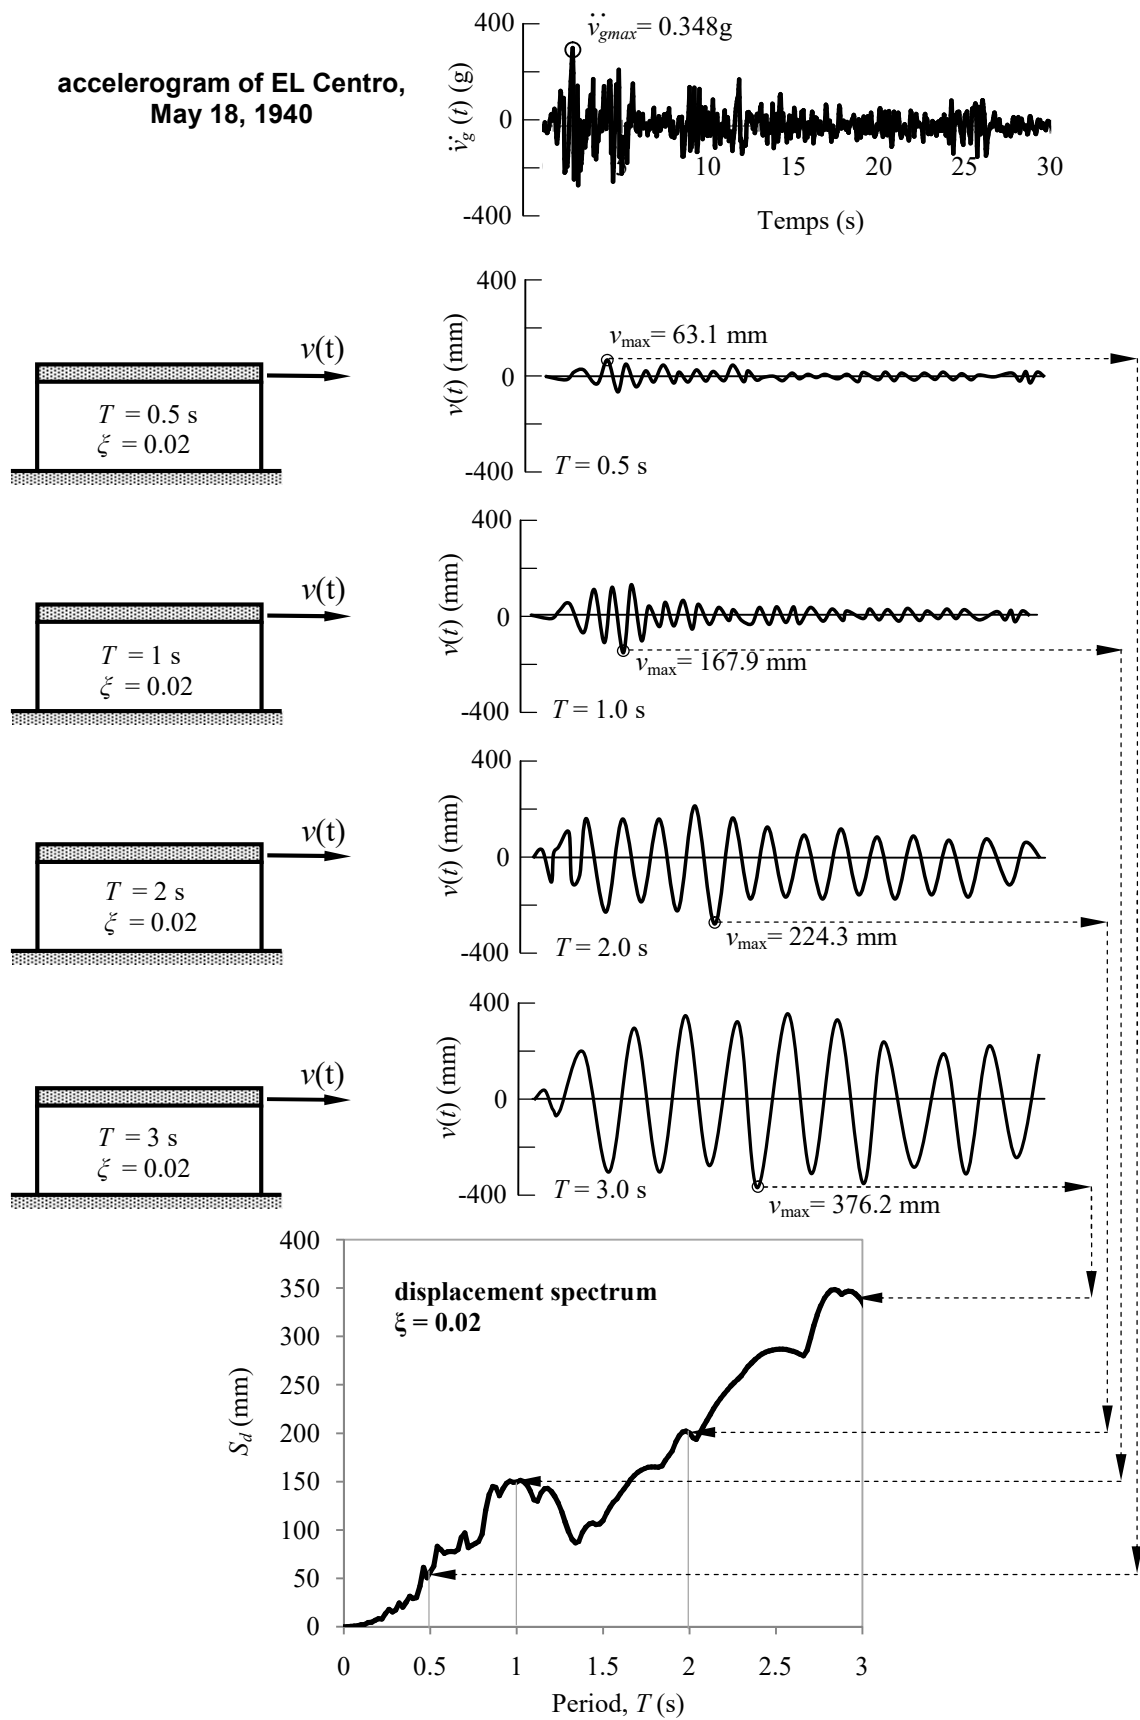 400
v̈gmax= 0.348g
accelerogram of EL Centro,
May 18, 1940
v̈g (t) (g)
0
10
15
20
25
30
-400
Temps (s)
400
v(t)
v(t) (mm)
vmax= 63.1 mm
0
T = 0.5 s
ξ = 0.02
-400
T = 0.5 s
400
v(t)
v(t) (mm)
0
T = 1 s
ξ = 0.02
vmax= 167.9 mm
-400
T = 1.0 s
400
v(t)
v(t) (mm)
0
T = 2 s
ξ = 0.02
vmax= 224.3 mm
-400
T = 2.0 s
400
v(t)
v(t) (mm)
0
T = 3 s
ξ = 0.02
-400
T = 3.0 s
vmax= 376.2 mm
400
350
displacement spectrum
ξ = 0.02
300
250
Sd (mm)
200
150
100
50
0
0
0.5
1
1.5
2
2.5
3
Period, T (s)